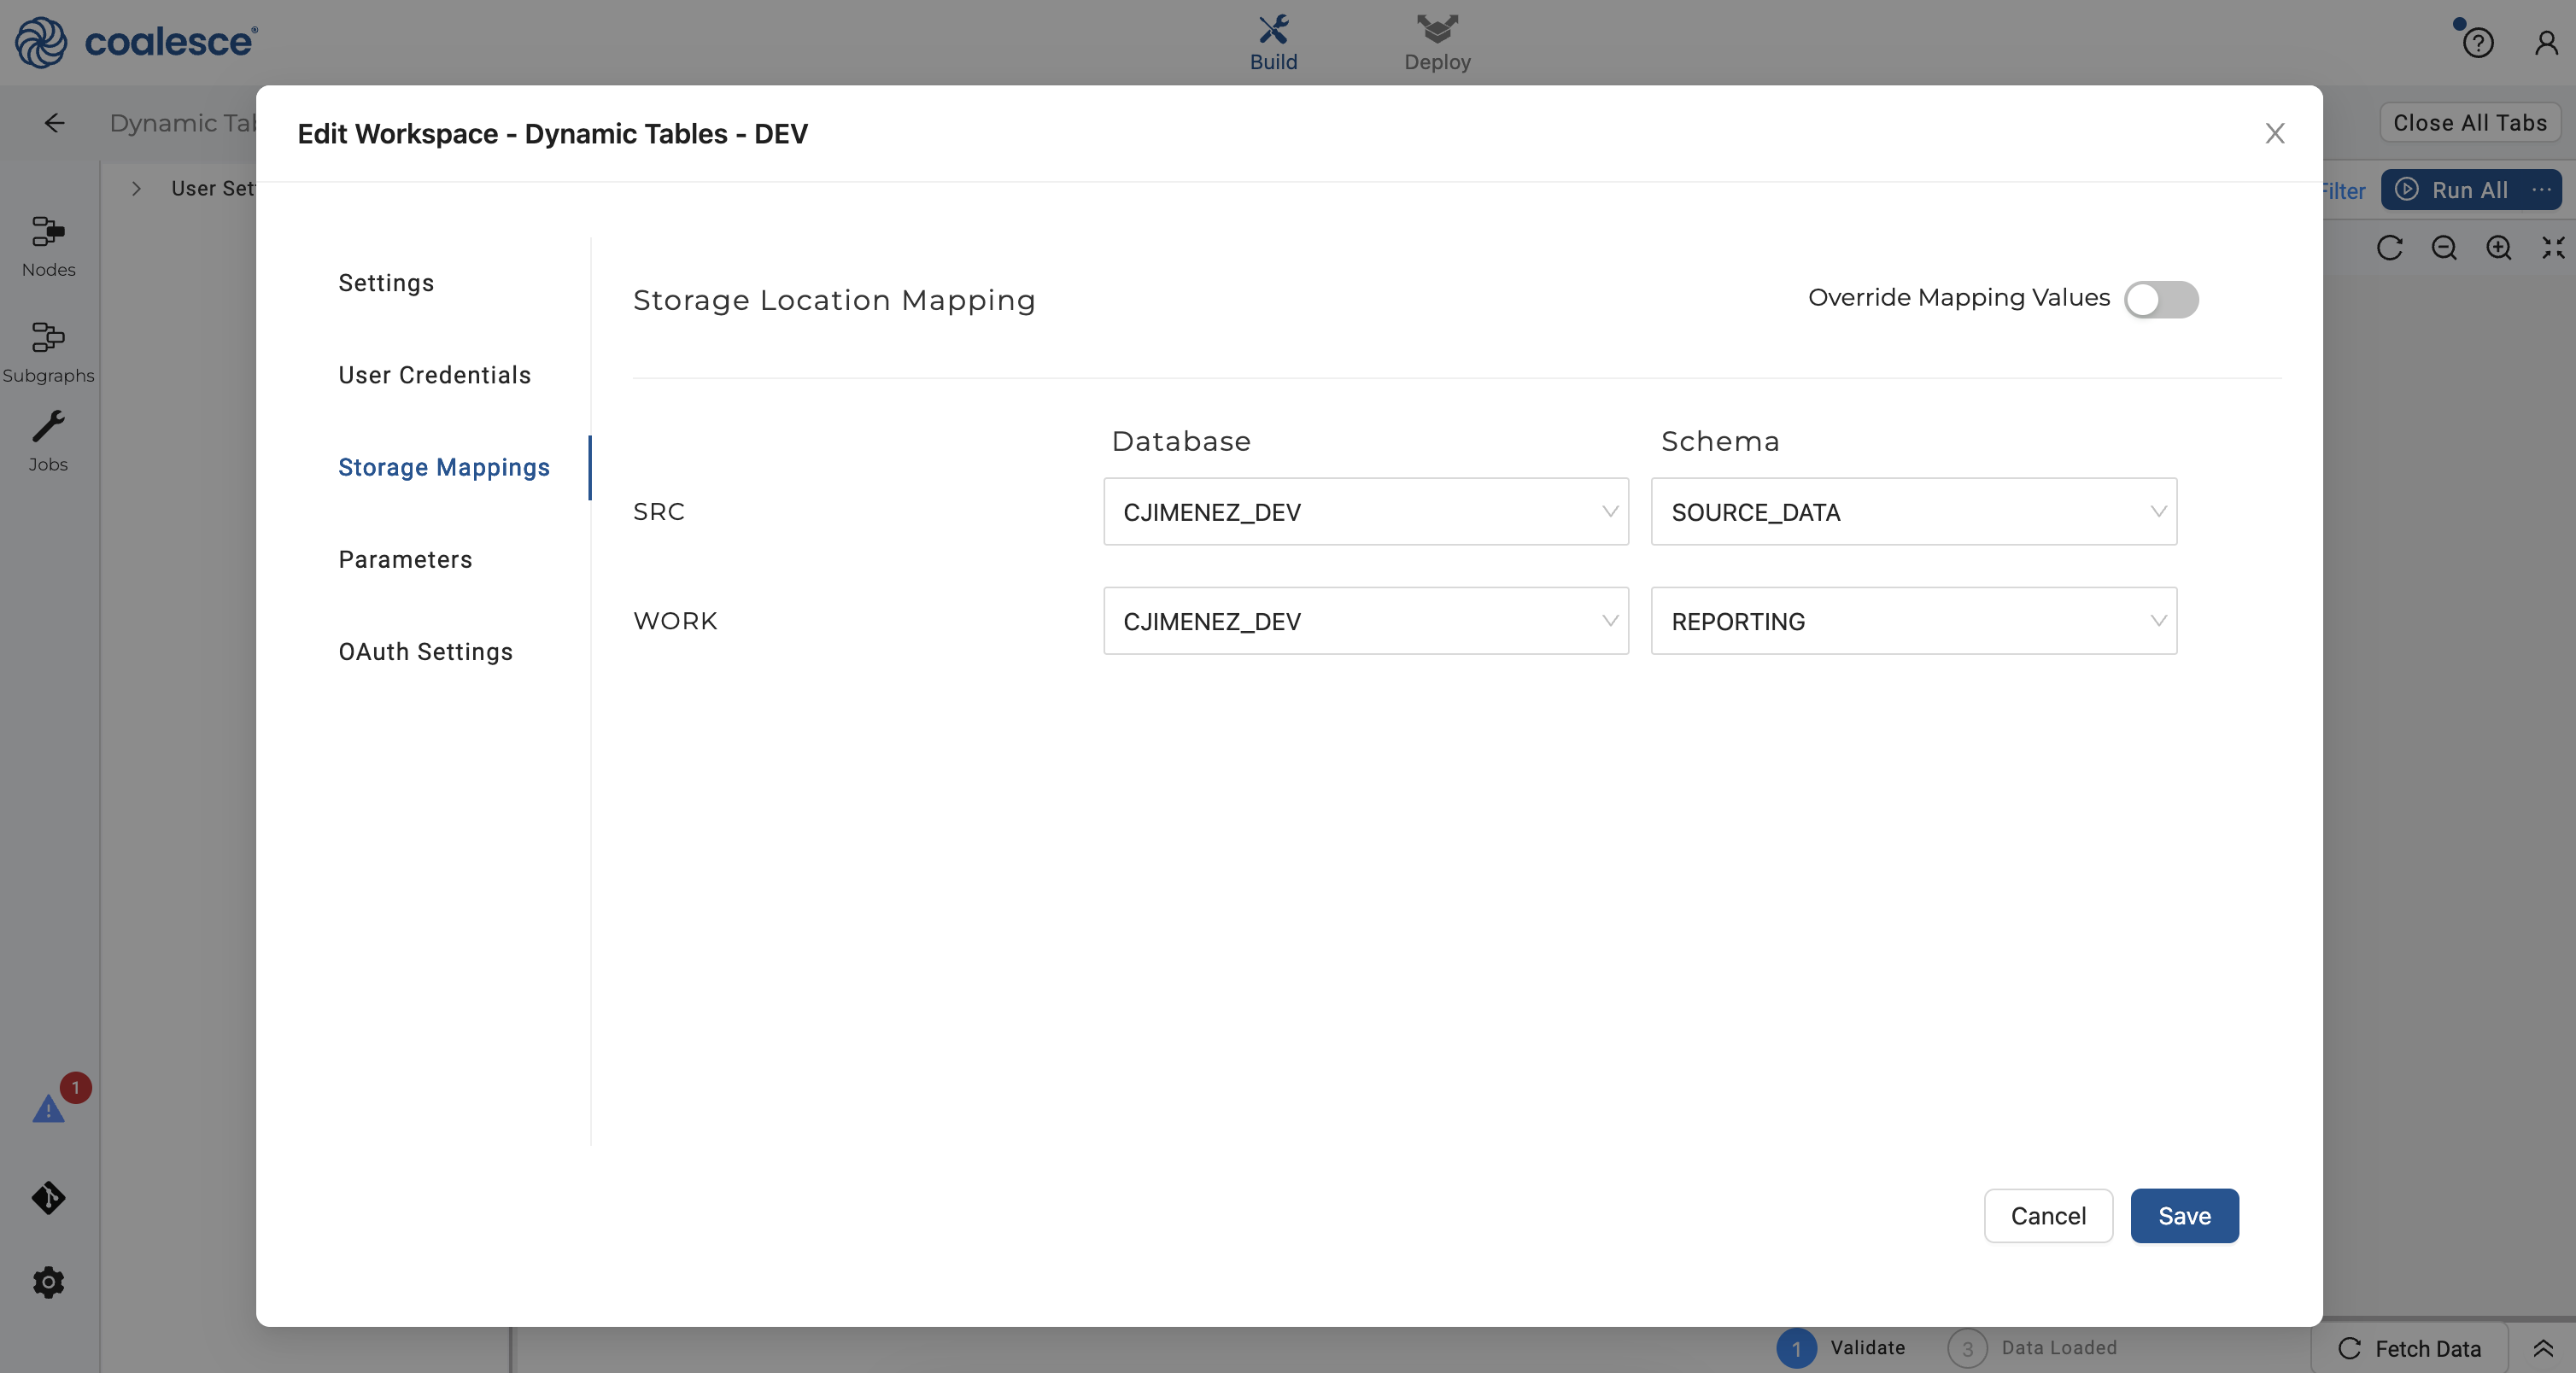 coalesce®
Build
Deploy
Dynamic Tab
Close All Tabs
Edit Workspace - Dynamic Tables - DEV
User Sett
Filter
Run All
Nodes
Subgraphs
Jobs
Settings
User Credentials
Storage Mappings
Parameters
OAuth Settings
Storage Location Mapping
Override Mapping Values
Database
Schema
SRC
CJIMENEZ_DEV
SOURCE_DATA
WORK
CJIMENEZ_DEV
REPORTING
1
Cancel
Save
1 Validate
3 Data Loaded
Fetch Data